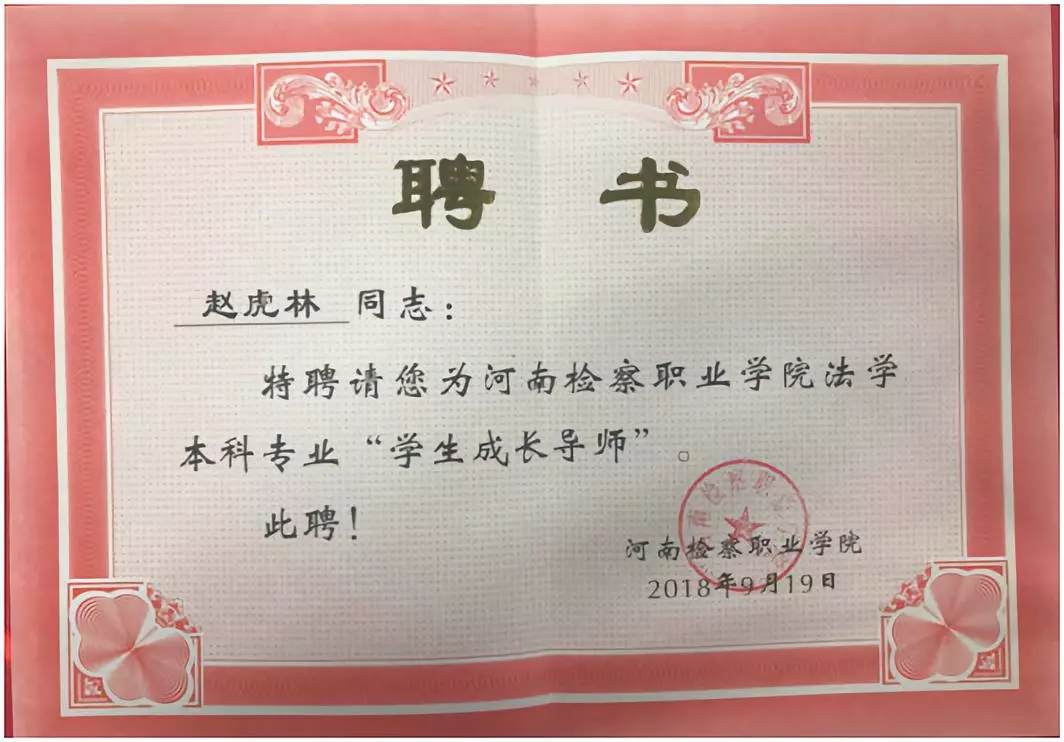 聘 书
赵虎林 同志：
特聘请您为河南检察职业学院法学
本科专业“学生成长导师”。
此聘！
河南检察职业学院
2018年9月19日